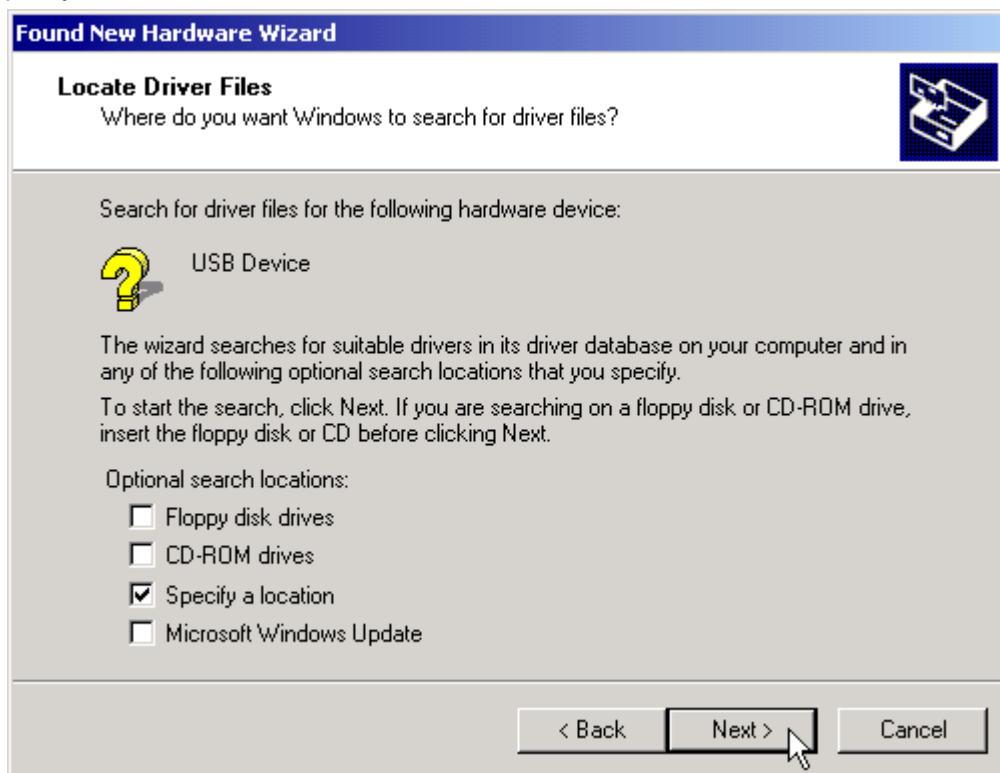 Found New Hardware Wizard
Locate Driver Files
Where do you want Windows to search for driver files?
Search for driver files for the following hardware device:
USB Device
The wizard searches for suitable drivers in its driver database on your computer and in
any of the following optional search locations that you specify.
To start the search, click Next. If you are searching on a floppy disk or CD-ROM drive,
insert the floppy disk or CD before clicking Next.
Optional search locations:
Floppy disk drives
CD-ROM drives
Specify a location
Microsoft Windows Update
< Back Next > Cancel